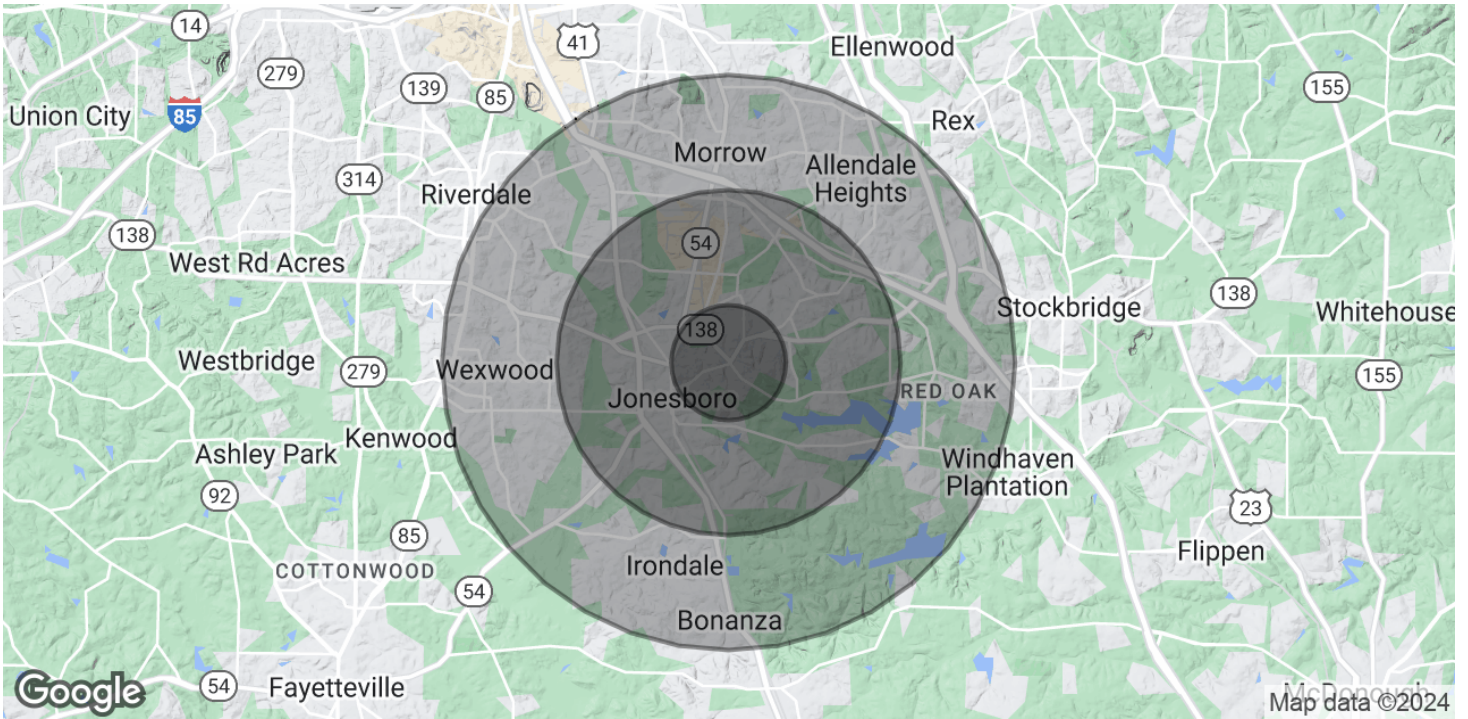 14
41
Ellenwood
279
139
85
155
Union City
85
Rex
Morrow
Allendale
Heights
314
Riverdale
138
54
West Rd Acres
138
Stockbridge
Whitehouse
138
Westbridge
279
Wexwood
155
Jonesboro
RED OAK
Kenwood
Ashley Park
Windhaven
Plantation
92
23
85
Flippen
COTTONWOOD
Irondale
54
Bonanza
54
Fayetteville
McDonough
Google
Map data ©2024